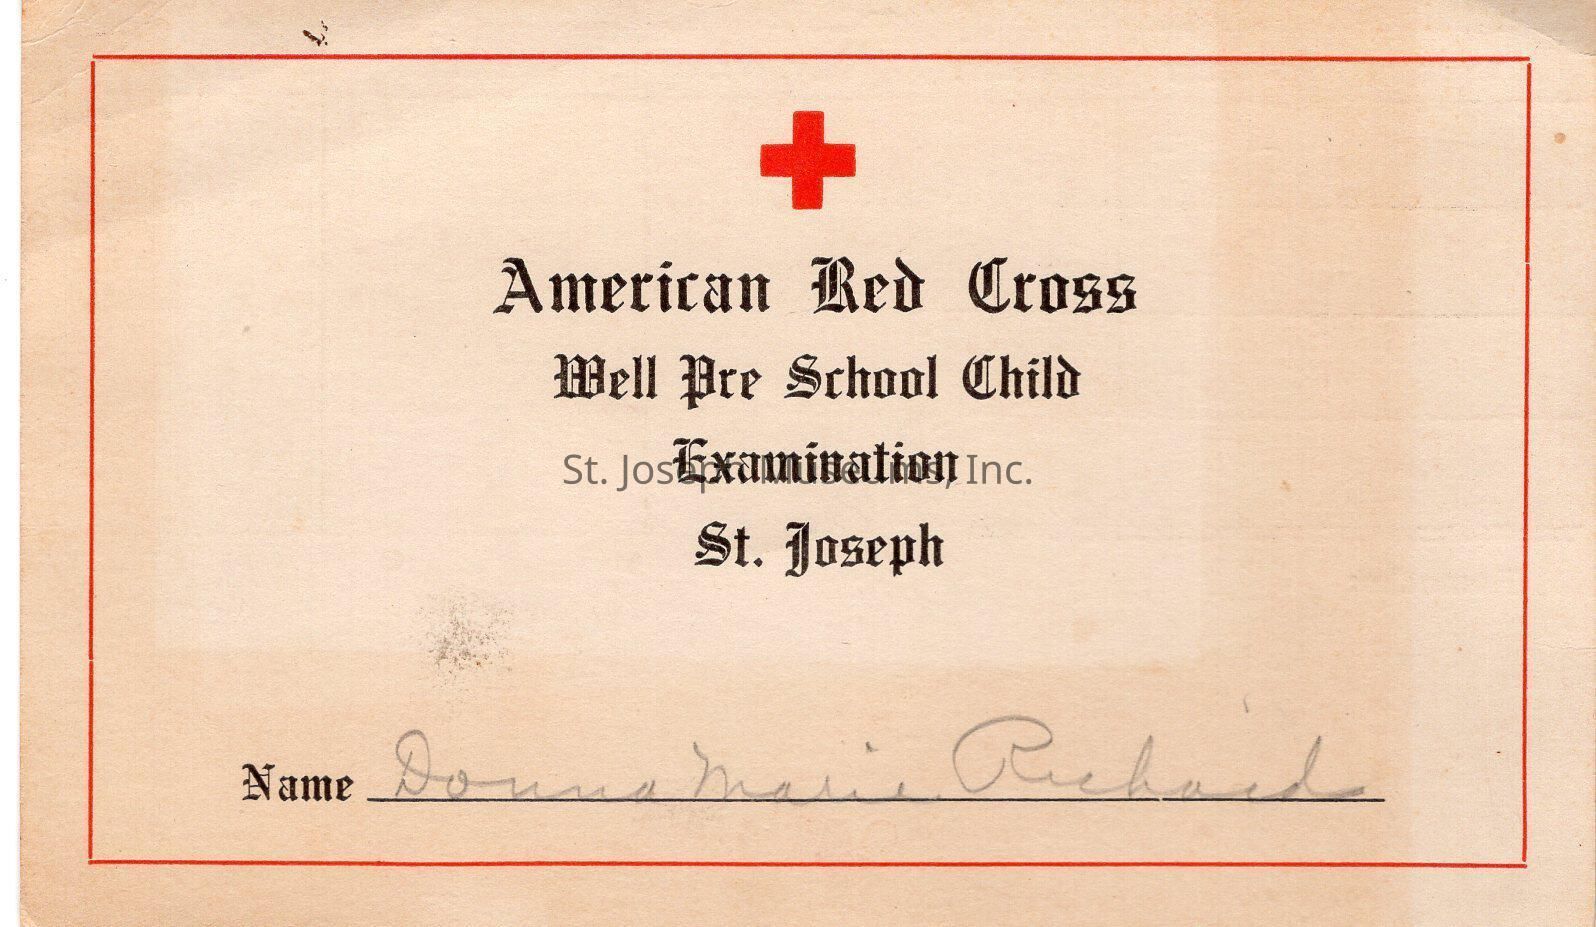 American Red Cross
Well Pre School Child
Examination
St. Joseph Museums, Inc.
St. Joseph
Name Donna Marie Richards